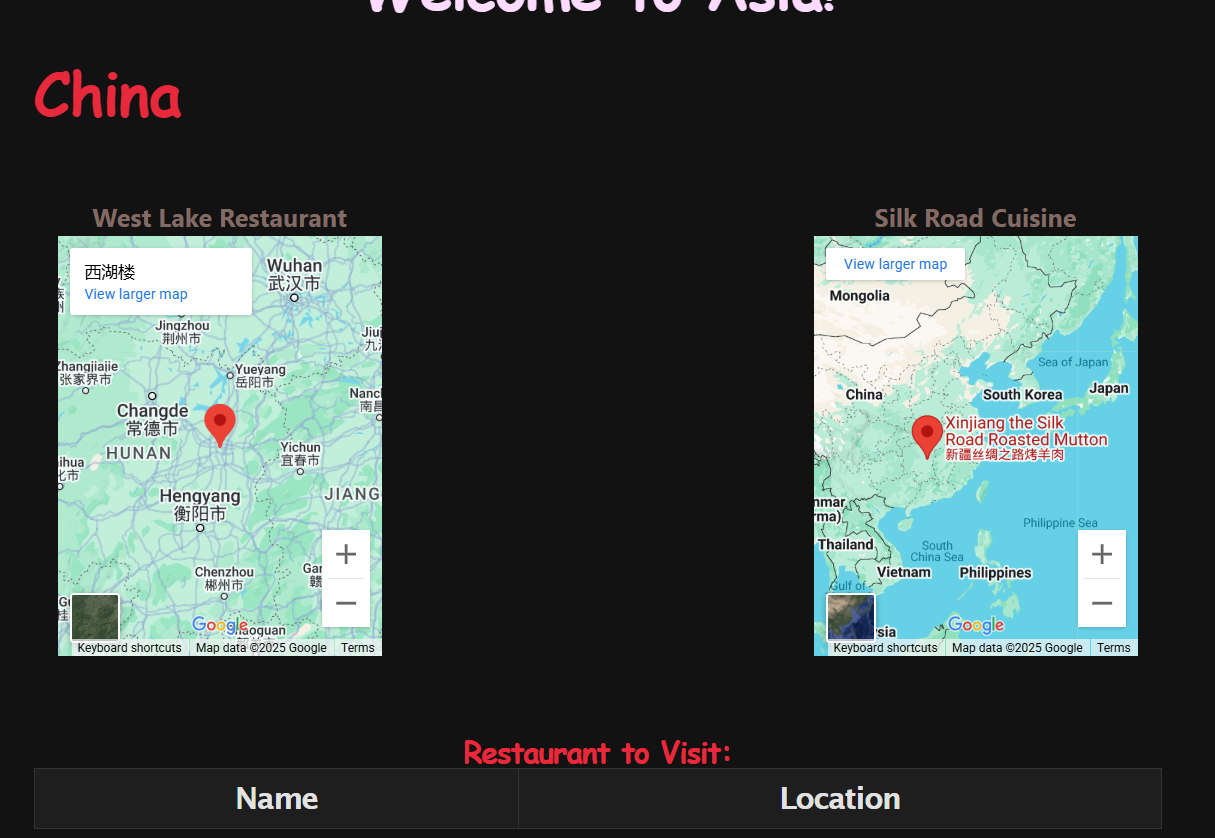 Welcome to Asia!
China
West Lake Restaurant
Silk Road Cuisine
西湖楼
View larger map
Wuhan
武汉市
Jingzhou
荆州市
Zhangjiajie
张家界市
Yueyang
岳阳市
Changde
常德市
HUNAN
Yichun
宜春市
Hengyang
衡阳市
JIANG
Chenzhou
郴州市
Google
Keyboard shortcuts
Map data ©2025 Google
Terms
View larger map
Mongolia
Sea of Japan
China
South Korea
Japan
Xinjiang the Silk
Road Roasted Mutton
新疆丝绸之路烤羊肉
Philippine Sea
Thailand
South
China Sea
Vietnam
Philippines
Gulf of
Google
Keyboard shortcuts
Map data ©2025 Google
Terms
Restaurant to Visit:
Name
Location